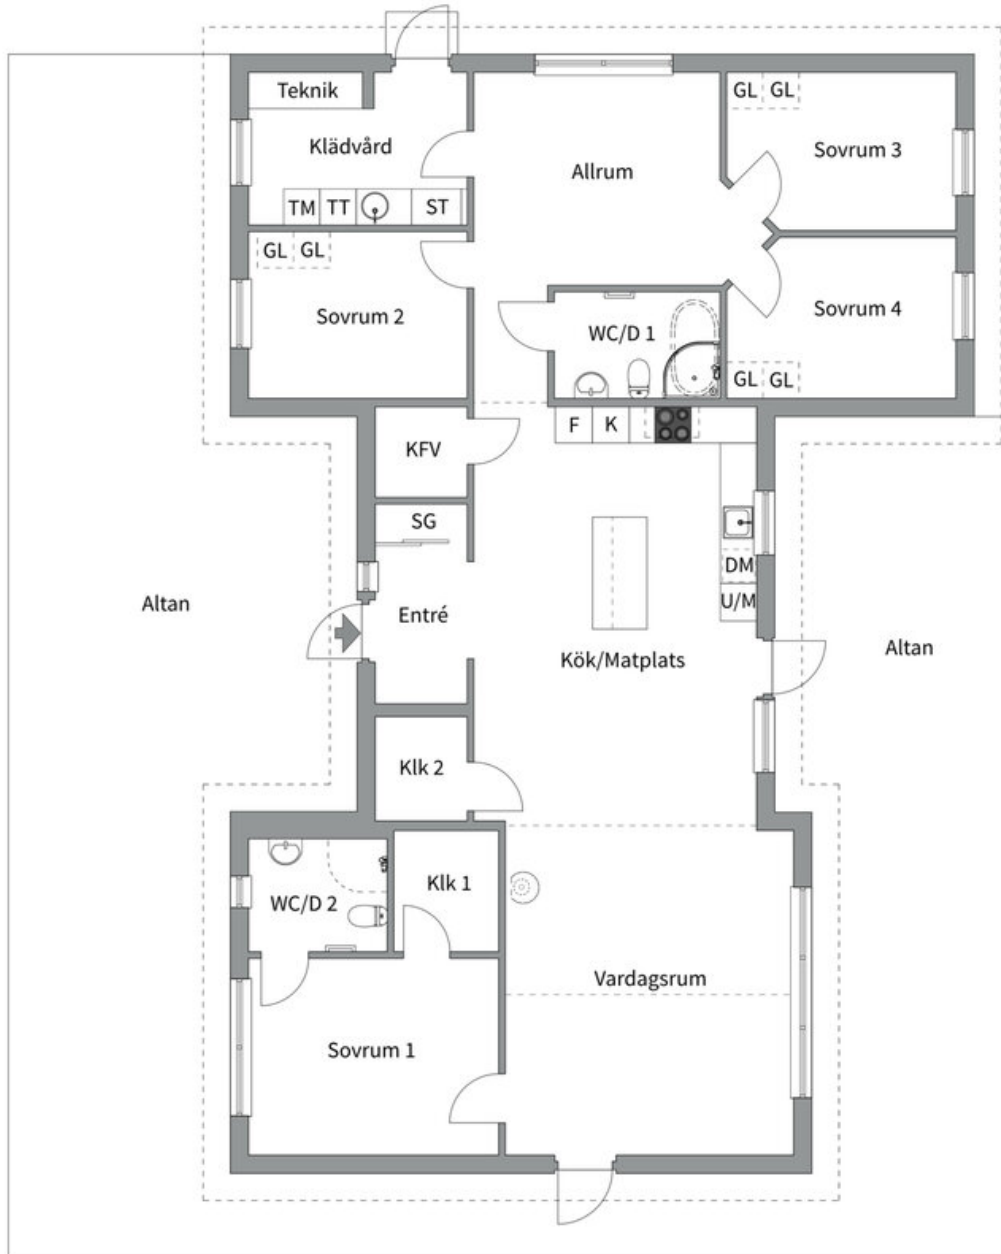 Teknik
GL GL
Klädvård
Sovrum 3
Allrum
TM TT ST
GL GL
Sovrum 2
WC/D 1
Sovrum 4
GL GL
F K
KFV
SG
DM
U/M
Altan
Entré
Kök/Matplats
Altan
Klk 2
Klk 1
WC/D 2
Vardagsrum
Sovrum 1